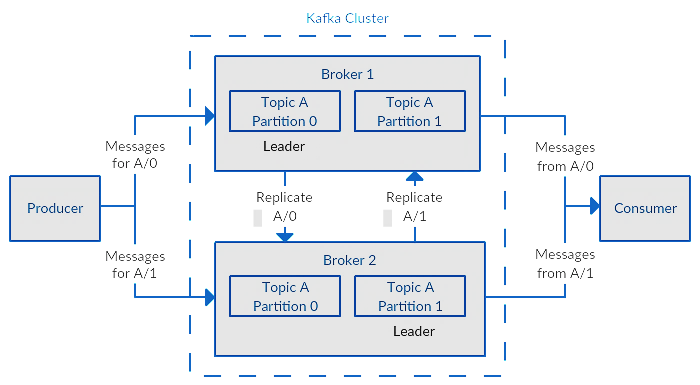 Kafka Cluster
Broker 1
Topic A
Partition 0
Topic A
Partition 1
Leader
Messages
for A/0
Messages
from A/0
Replicate
A/0
Replicate
A/1
Producer
Consumer
Messages
for A/1
Messages
from A/1
Broker 2
Topic A
Partition 0
Topic A
Partition 1
Leader